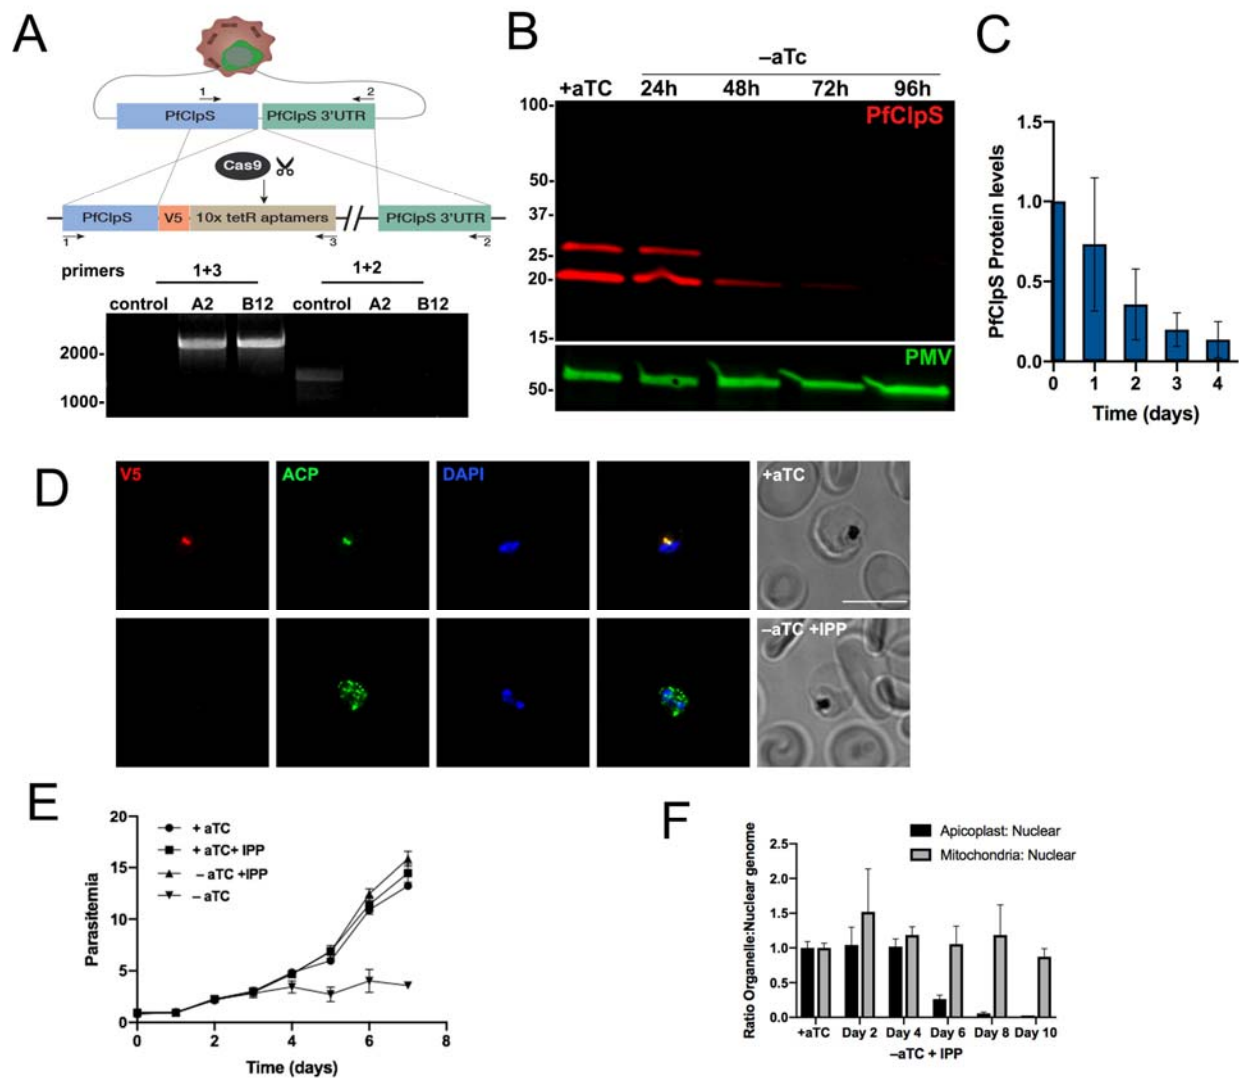 A
1
2
PfClpS
PfClpS 3'UTR
Cas9
PfClpS
V5
10x tetR aptamers
PfClpS 3'UTR
1
3
2
primers
1+3
1+2
control
A2
B12
control
A2
B12
2000-
1000-
B
–aTc
+aTC
24h
48h
72h
96h
100-
50-
37-
25-
20-
15-
PfClpS
50-
PMV
C
PfClpS Protein levels
1.5
1.0
0.5
0.0
0
1
2
3
4
Time (days)
D
V5
ACP
DAPI
+aTC
–aTC +IPP
E
Parasitemia
20
15
10
5
0
+ aTC
+ aTC+ IPP
– aTC +IPP
– aTC
0
2
4
6
8
Time (days)
F
Ratio Organelle:Nuclear genome
2.5
2.0
1.5
1.0
0.5
0.0
Apicoplast: Nuclear
Mitochondria: Nuclear
+aTC
Day 2
Day 4
Day 6
Day 8
Day 10
–aTC + IPP